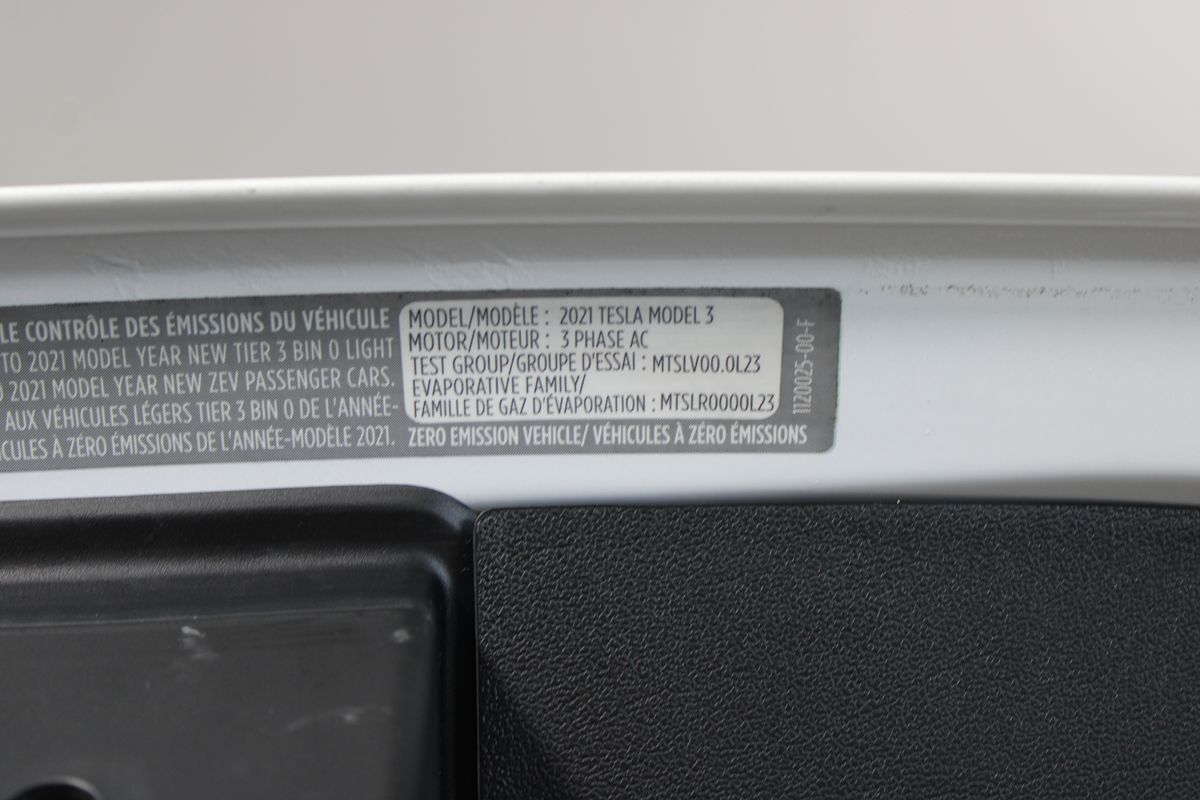 LE CONTRÔLE DES ÉMISSIONS DU VÉHICULE
TO 2021 MODEL YEAR NEW TIER 3 BIN 0 LIGHT
2021 MODEL YEAR NEW ZEV PASSENGER CARS.
AUX VÉHICULES LÉGERS TIER 3 BIN 0 DE L'ANNÉE-
CULES À ZÉRO ÉMISSIONS DE L'ANNÉE-MODÈLE 2021.
MODEL/MODÈLE : 2021 TESLA MODEL 3
MOTOR/MOTEUR : 3 PHASE AC
TEST GROUP/GROUPE D'ESSAI : MTSLV00.0L23
EVAPORATIVE FAMILY/
FAMILLE DE GAZ D'ÉVAPORATION : MTSLR0000L23
ZERO EMISSION VEHICLE/ VÉHICULES À ZÉRO ÉMISSIONS
1120025-00-F